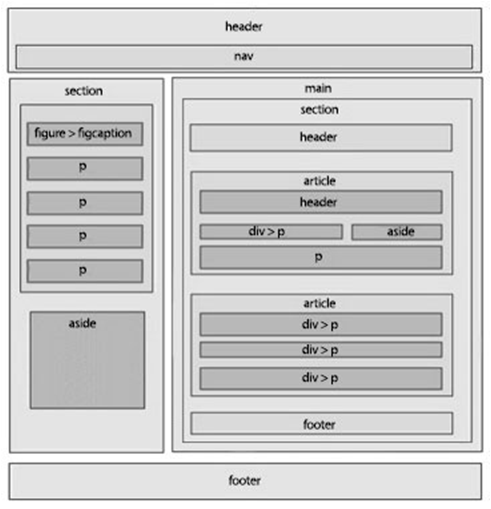 header
nav
section
figure > figcaption
p
p
p
p
aside
main
section
header
article
header
div > p
aside
p
article
div > p
div > p
div > p
footer
footer